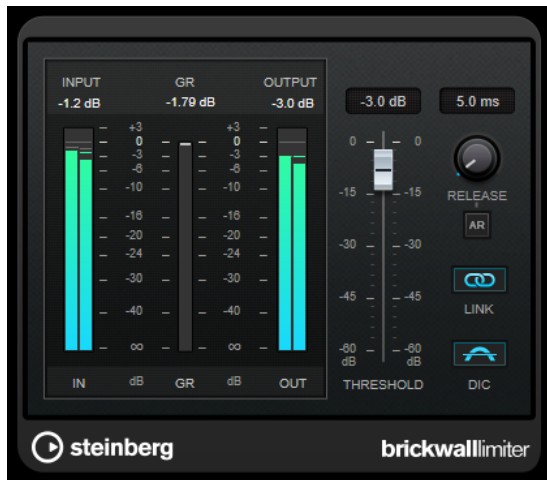 INPUT GR OUTPUT
-1.2 dB -1.79 dB -3.0 dB
-3.0 dB 5.0 ms
+3 +3
0 0
-3 -3
-6 -6
-10 -10
-16 -16
-20 -20
-24 -24
-30 -30
-40 -40
∞ ∞
IN dB GR dB OUT
0 0
-15 -15
-30 -30
-45 -45
-60 -60
dB dB
THRESHOLD
RELEASE
AR
LINK
DIC
steinberg
brickwalllimiter